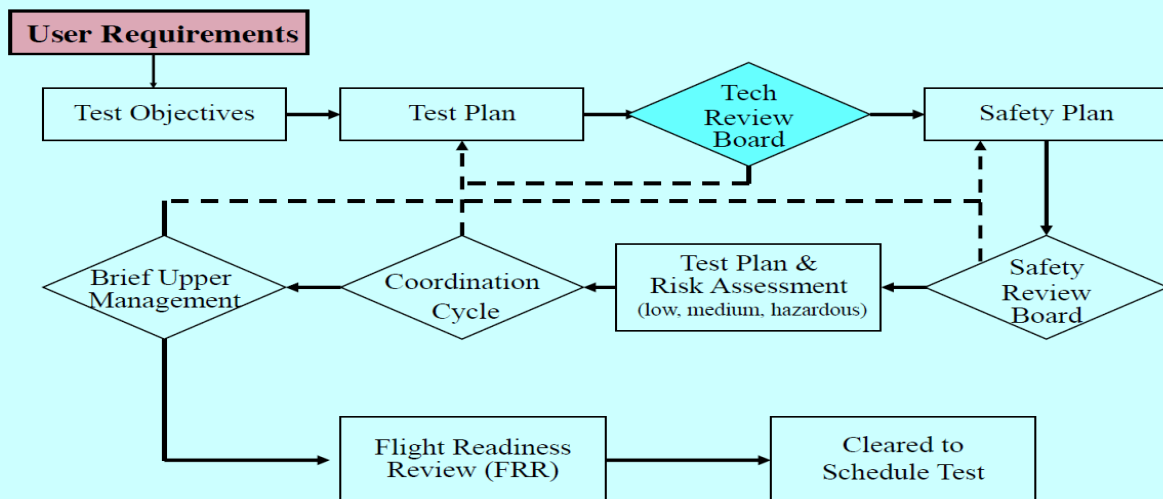 User Requirements
Test Objectives
Test Plan
Tech
Review
Board
Safety Plan
Brief Upper
Management
Coordination
Cycle
Test Plan &
Risk Assessment
(low, medium, hazardous)
Safety
Review
Board
Flight Readiness
Review (FRR)
Cleared to
Schedule Test